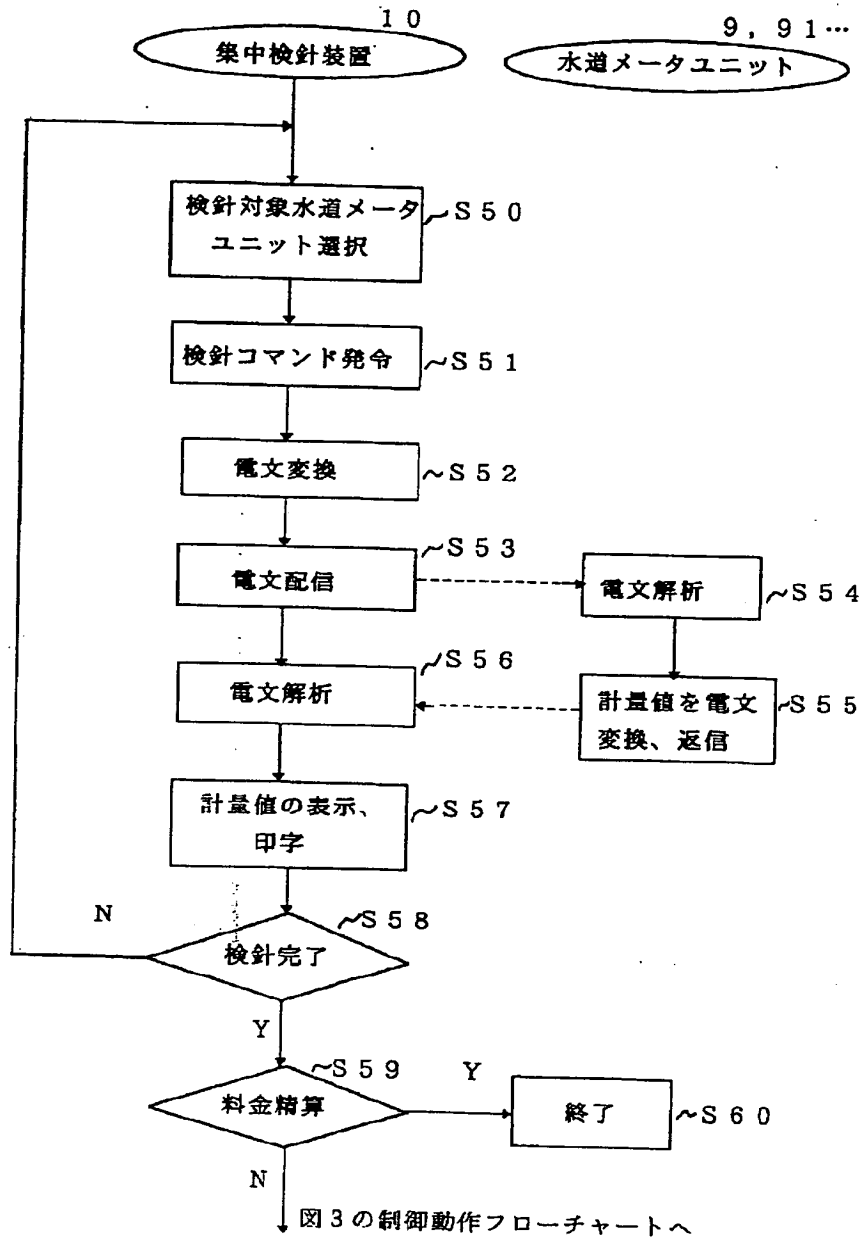 10
集中検針装置
9, 91…
水道メータユニット
検針対象水道メータ
ユニット選択
~S50
検針コマンド発令
~S51
電文変換
~S52
電文配信
~S53
電文解析
~S54
電文解析
~S56
計量値を電文
変換、返信
~S55
計量値の表示、
印字
~S57
N
検針完了
~S58
Y
料金精算
~S59
Y
終了
~S60
N
図3の制御動作フローチャートへ